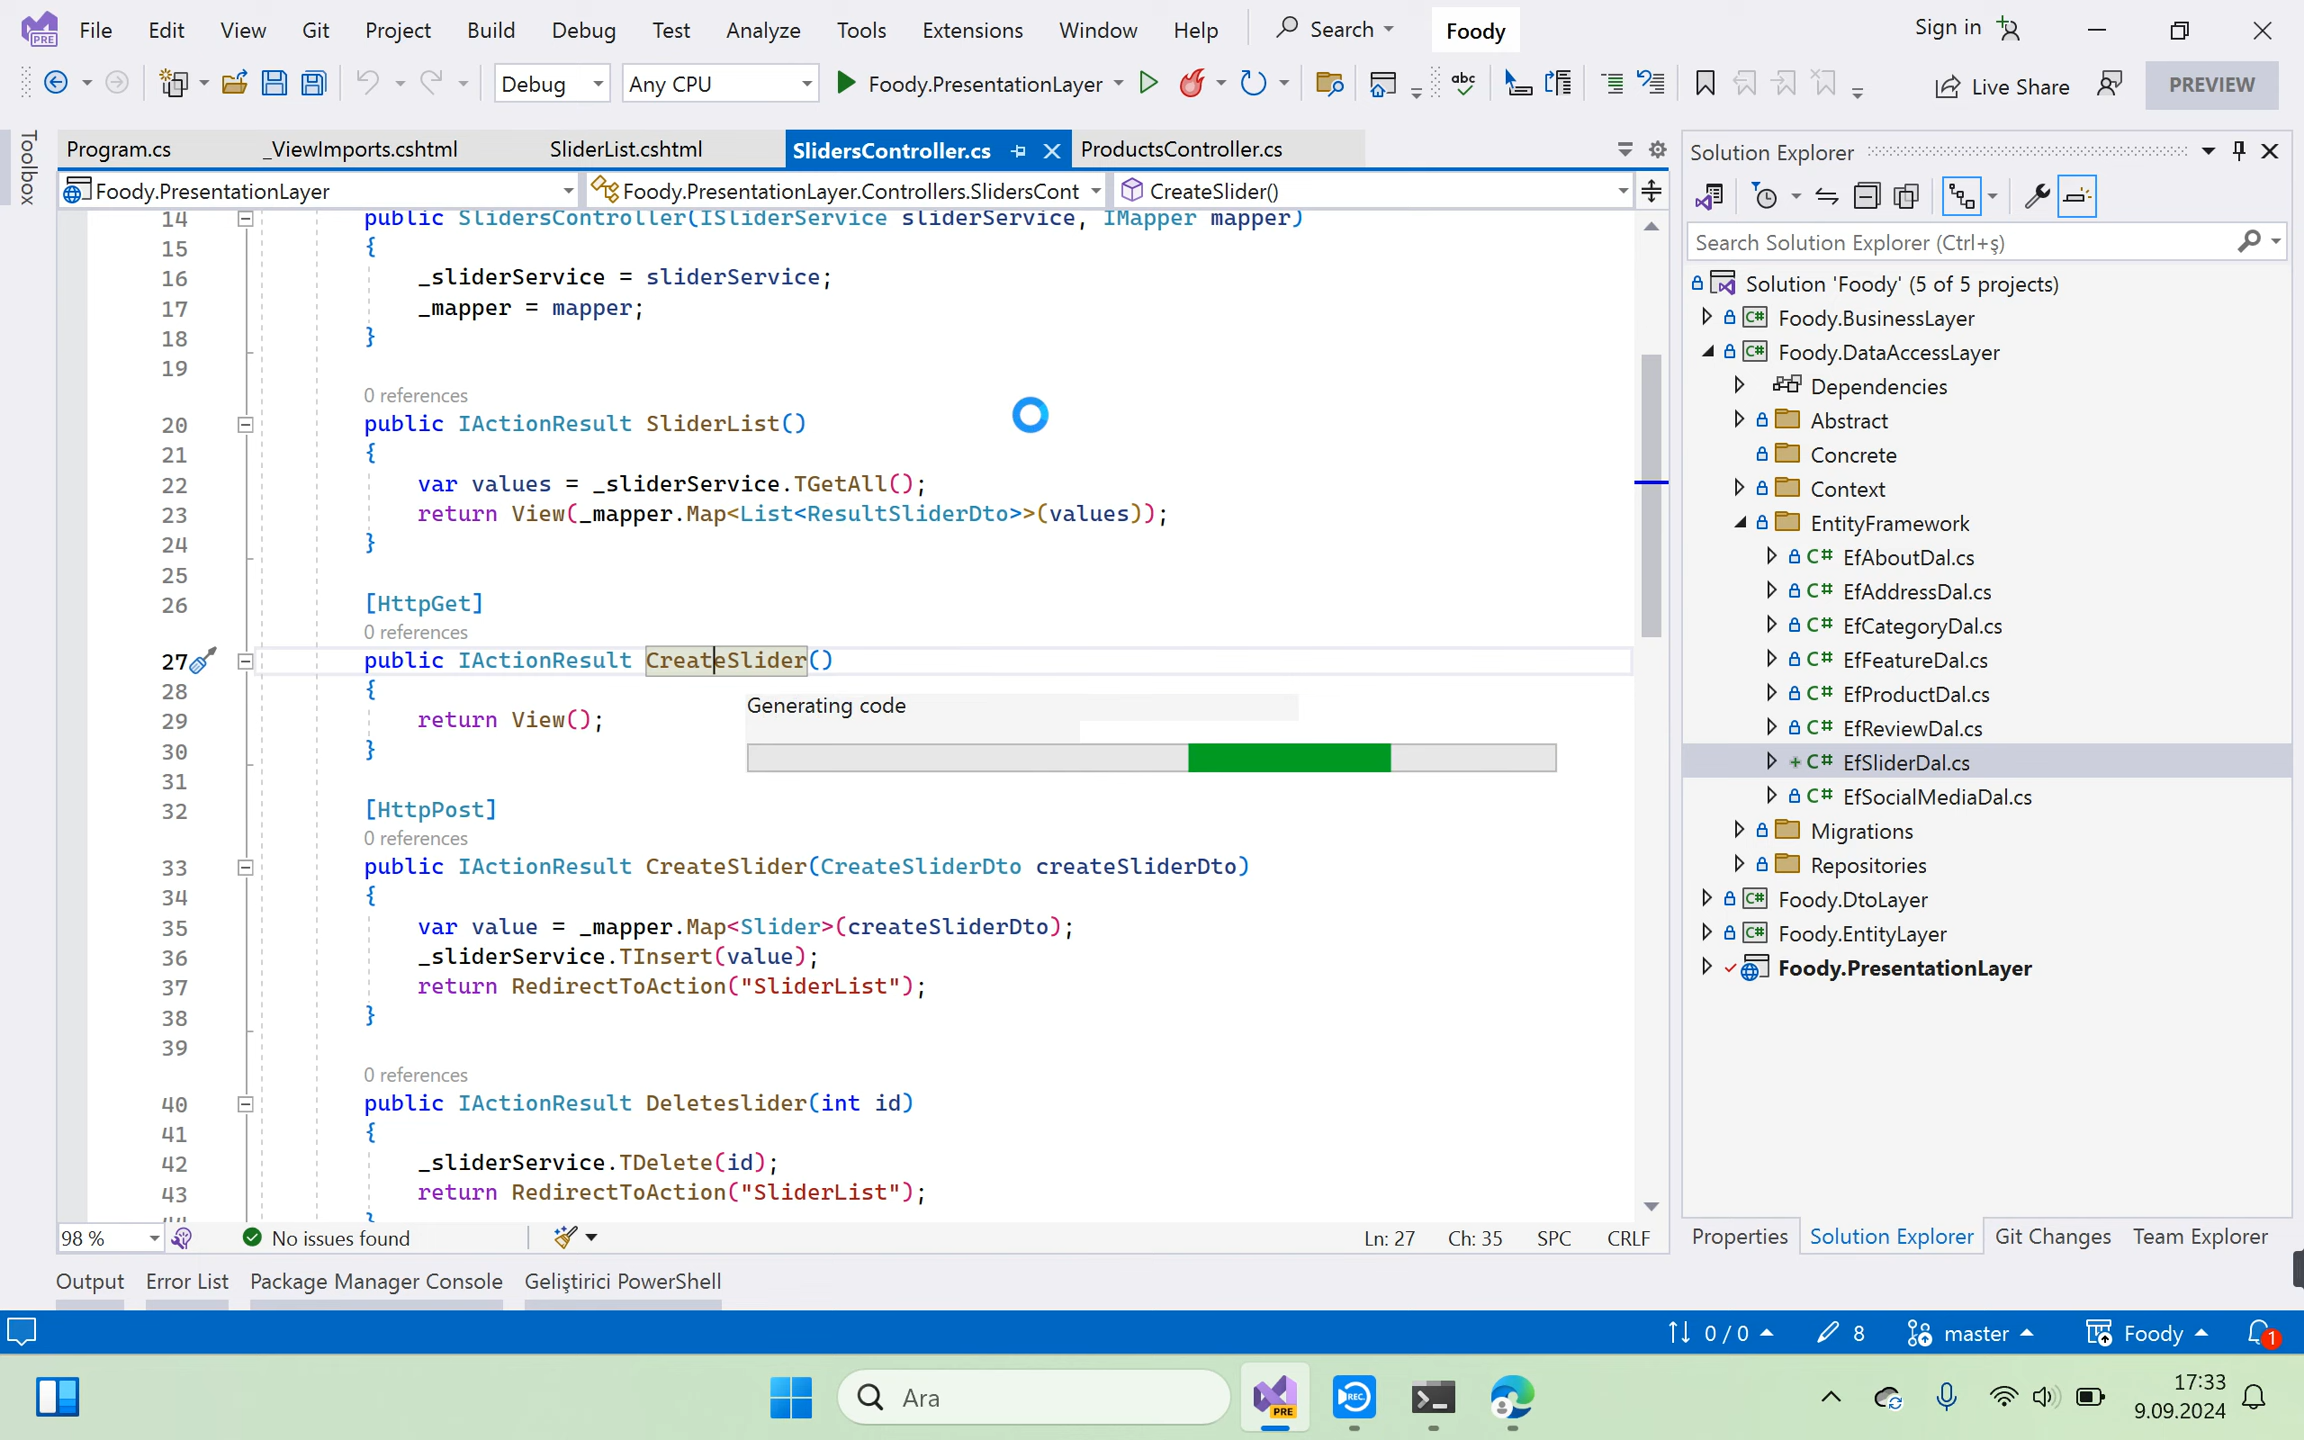 File Edit View Git Project Build Debug Test Analyze Tools Extensions Window Help Search Foody Sign in
PRE
Debug Any CPU Foody.PresentationLayer abc Live Share PREVIEW
Toolbox
Program.cs _ViewImports.cshtml SliderList.cshtml SlidersController.cs ProductsController.cs
Foody.PresentationLayer Foody.PresentationLayer.Controllers.SlidersCont CreateSlider()
14 public SlidersController(ISliderService sliderService, IMapper mapper)
15 {
16 _sliderService = sliderService;
17 _mapper = mapper;
18 }
19
0 references
20 public IActionResult SliderList()
21 {
22 var values = _sliderService.TGetAll();
23 return View(_mapper.Map<List<ResultSliderDto>>(values));
24 }
25
26 [HttpGet]
0 references
27 public IActionResult CreateSlider()
28 {
Generating code
29 return View();
30 }
31
32 [HttpPost]
0 references
33 public IActionResult CreateSlider(CreateSliderDto createSliderDto)
34 {
35 var value = _mapper.Map<Slider>(createSliderDto);
36 _sliderService.TInsert(value);
37 return RedirectToAction("SliderList");
38 }
39
0 references
40 public IActionResult Deleteslider(int id)
41 {
42 _sliderService.TDelete(id);
43 return RedirectToAction("SliderList");
44 }
98 % No issues found Ln: 27 Ch: 35 SPC CRLF
Solution Explorer
Search Solution Explorer (Ctrl+ş)
Solution 'Foody' (5 of 5 projects)
C# Foody.BusinessLayer
C# Foody.DataAccessLayer
Dependencies
Abstract
Concrete
Context
EntityFramework
C# EfAboutDal.cs
C# EfAddressDal.cs
C# EfCategoryDal.cs
C# EfFeatureDal.cs
C# EfProductDal.cs
C# EfReviewDal.cs
+ C# EfSliderDal.cs
C# EfSocialMediaDal.cs
Migrations
Repositories
C# Foody.DtoLayer
C# Foody.EntityLayer
Foody.PresentationLayer
Properties Solution Explorer Git Changes Team Explorer
Output Error List Package Manager Console Geliştirici PowerShell
0 / 0 8 master Foody 1
Ara PRE REC 17:33
9.09.2024